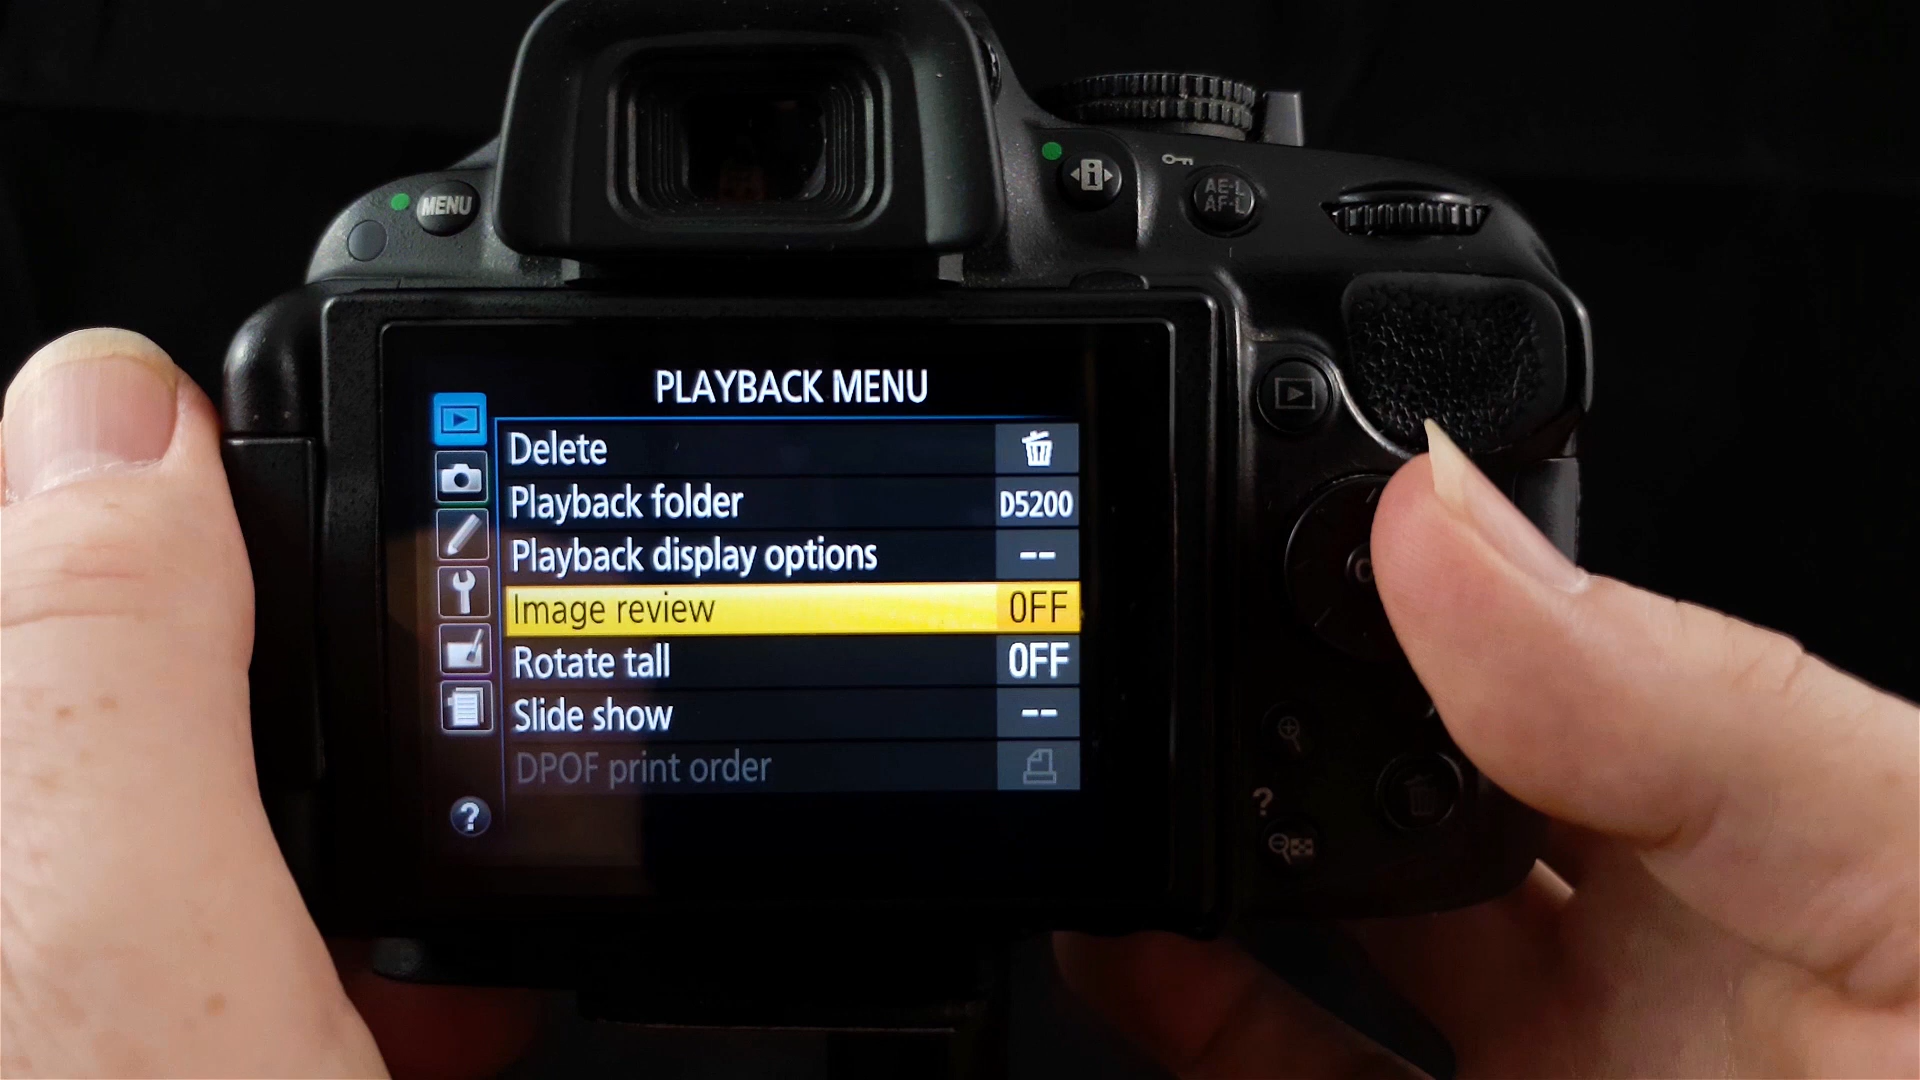 MENU
i
AE-L
AF-L
PLAYBACK MENU
Delete
Playback folder D5200
Playback display options --
Image review OFF
Rotate tall OFF
Slide show --
DPOF print order
?
?